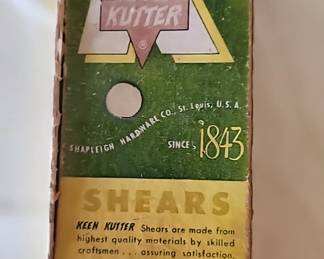 KUTTER
®
SHAPLEIGH HARDWARE CO., St. Louis, U.S.A.
SINCE 1843
SHEARS
KEEN KUTTER Shears are made from
highest quality materials by skilled
craftsmen . . . assuring satisfaction.